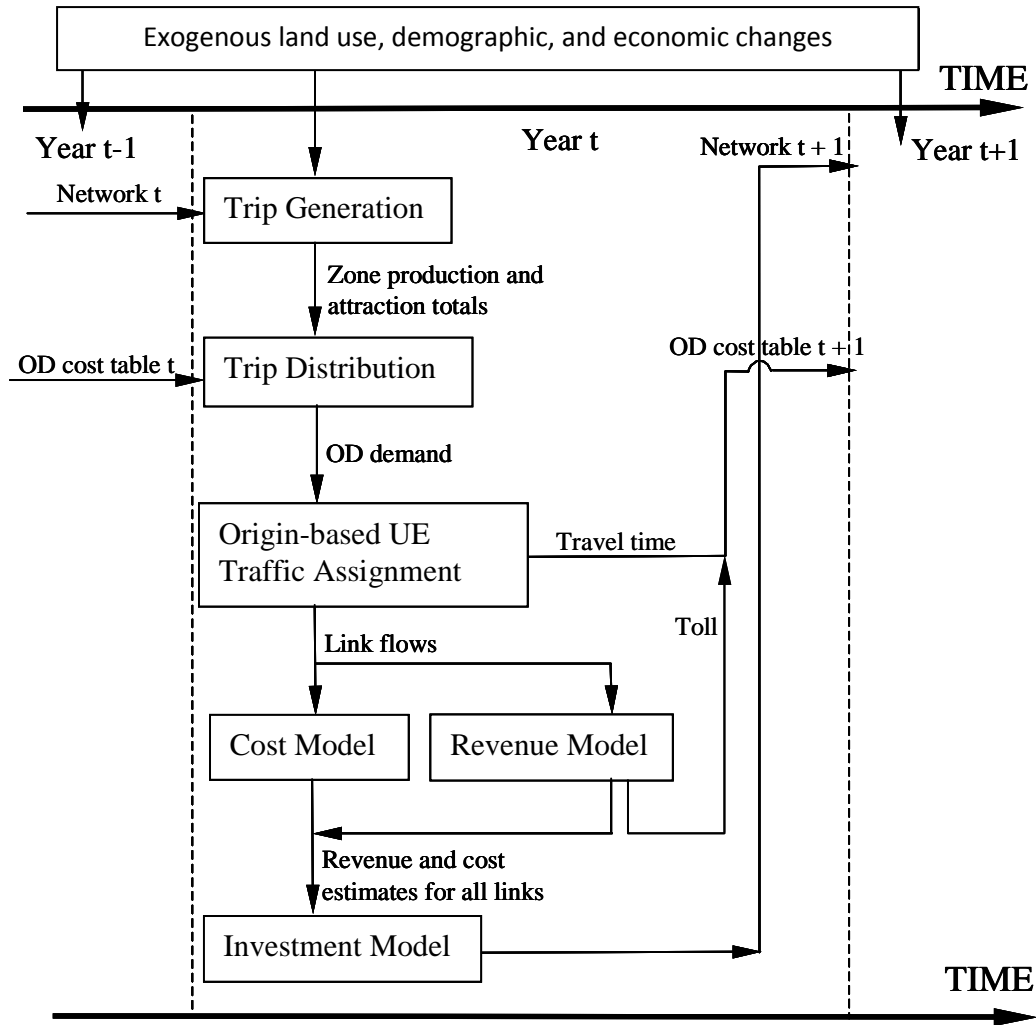 Exogenous land use, demographic, and economic changes
TIME
Year t-1
Year t
Network t + 1
Year t+1
Network t
Trip Generation
Zone production and
attraction totals
OD cost table t
Trip Distribution
OD cost table t + 1
OD demand
Origin-based UE
Traffic Assignment
Travel time
Toll
Link flows
Cost Model
Revenue Model
Revenue and cost
estimates for all links
Investment Model
TIME